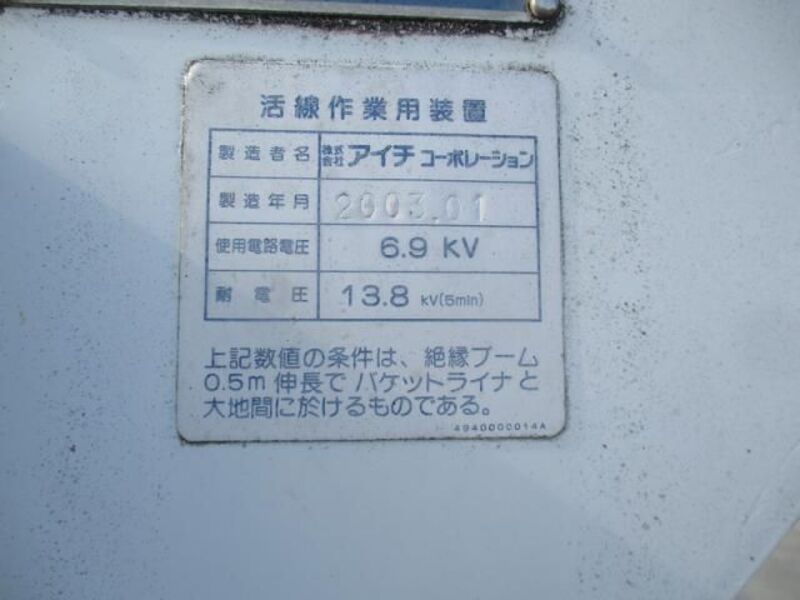 活線作業用装置
製造者名 株式会社 アイチ コーポレーション
製造年月 2003.01
使用電路電圧 6.9 KV
耐電圧 13.8 kV(5min)
上記数値の条件は、絶縁ブーム
0.5m 伸長で バケットライナと
大地間に於けるものである。
4940000014A